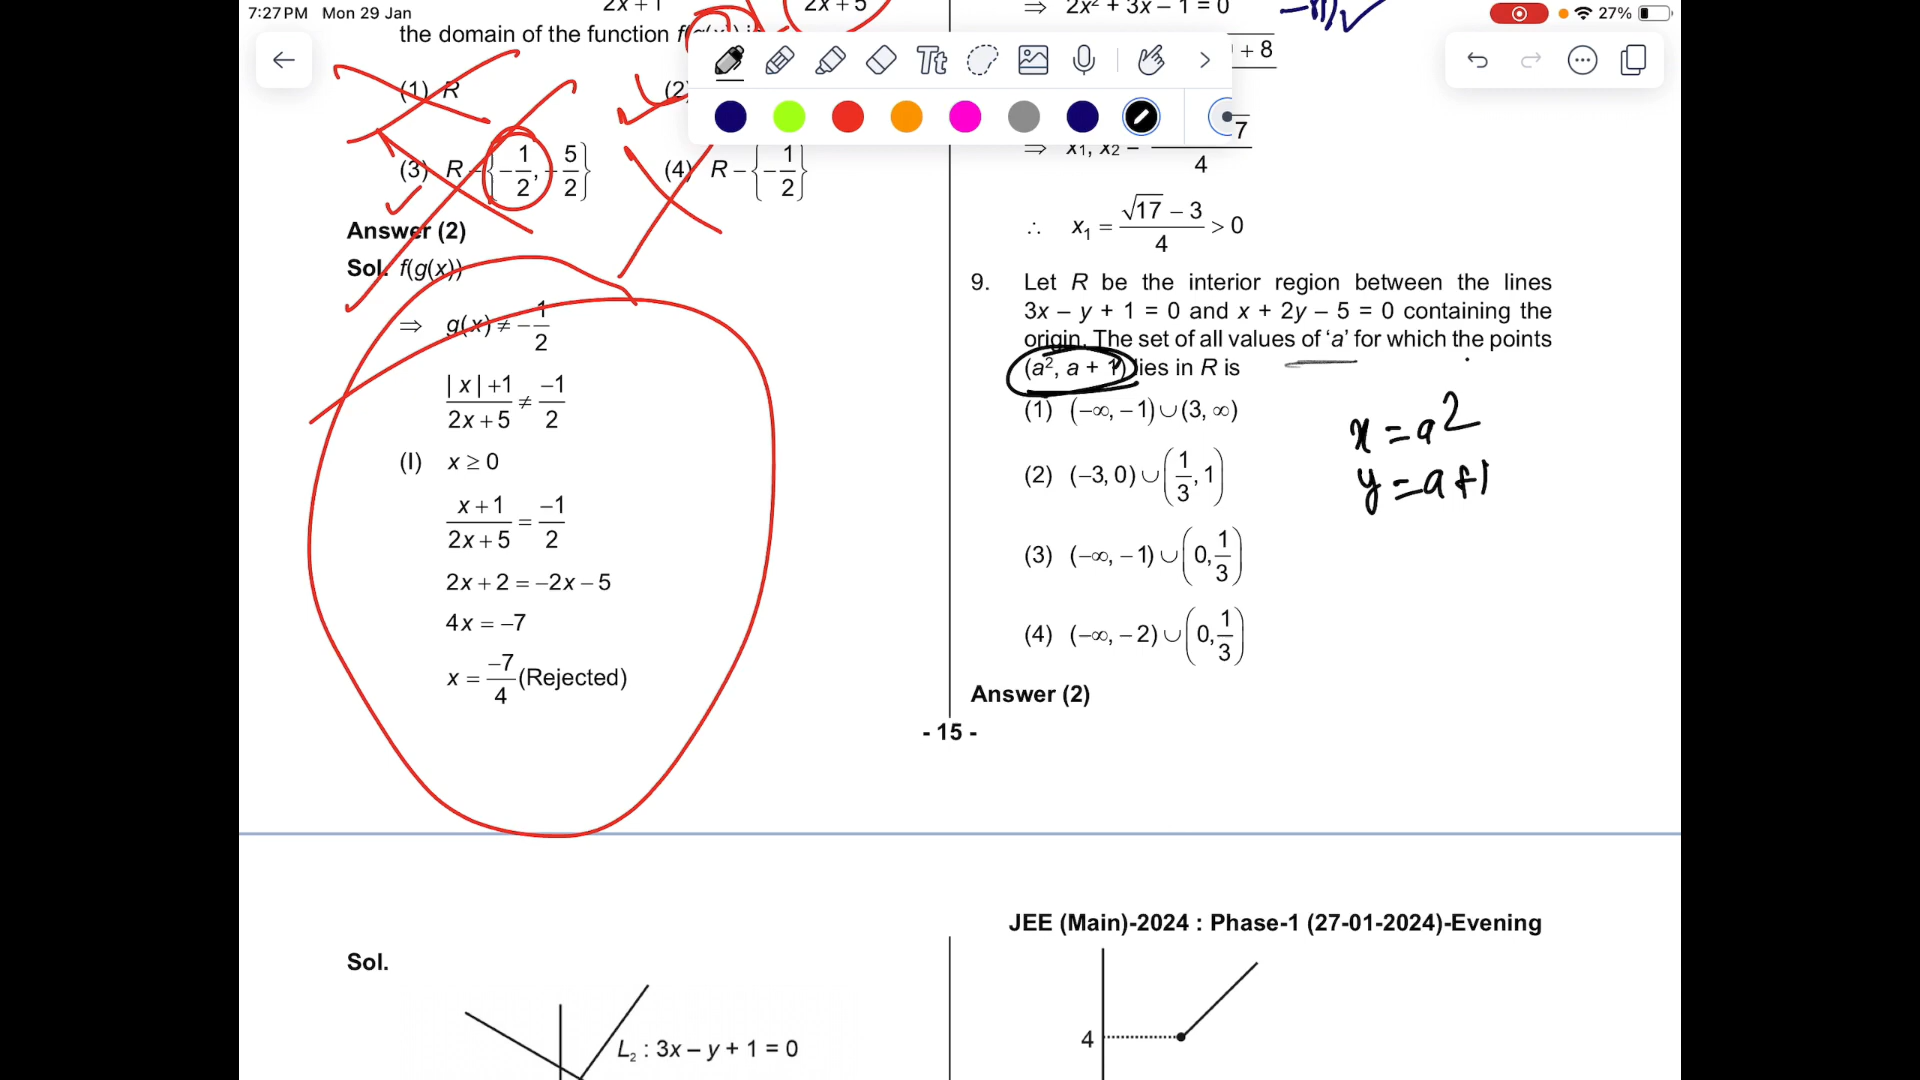 7:27 PM Mon 29 Jan
27%
2x + 1
2x + 5
the domain of the function f(g(x)) is
(1) R
(2)
(3) R – {–1/2, –5/2}
(4) R – {–1/2}
Answer (2)
Sol. f(g(x))
⇒ g(x) ≠ –1/2
(|x|+1)/(2x+5) ≠ –1/2
(I) x ≥ 0
(x+1)/(2x+5) = –1/2
2x + 2 = –2x – 5
4x = –7
x = –7/4 (Rejected)
⇒ 2x² + 3x – 1 = 0
+ 8
Tt
7
⇒ x₁, x₂ =
4
∴ x₁ = (√17 – 3)/4 > 0
9. Let R be the interior region between the lines
3x – y + 1 = 0 and x + 2y – 5 = 0 containing the
origin. The set of all values of ‘a’ for which the points
(a², a + 1) lies in R is
(1) (–∞, –1) ∪ (3, ∞)
(2) (–3, 0) ∪ (1/3, 1)
(3) (–∞, –1) ∪ (0, 1/3)
(4) (–∞, –2) ∪ (0, 1/3)
x = a²
y = a+1
Answer (2)
- 15 -
JEE (Main)-2024 : Phase-1 (27-01-2024)-Evening
Sol.
L₂ : 3x – y + 1 = 0
4